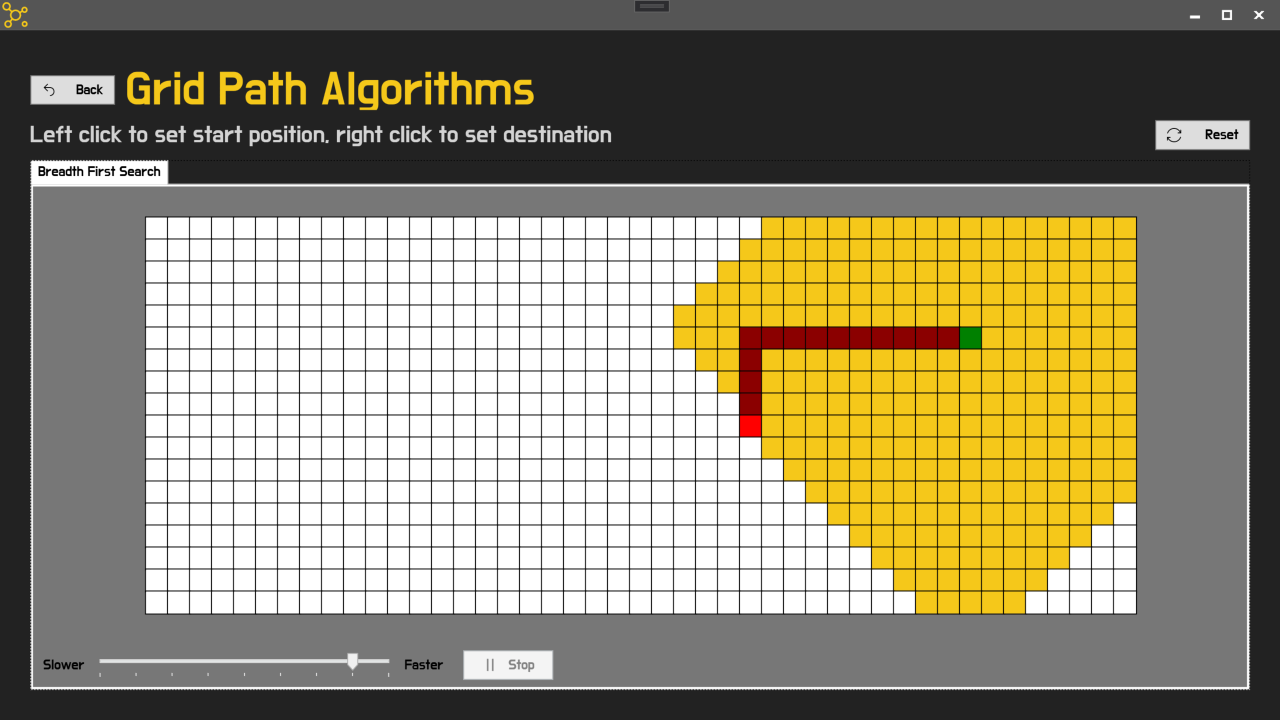 Back
Grid Path Algorithms
Left click to set start position, right click to set destination
Reset
Breadth First Search
Slower
Faster
Stop